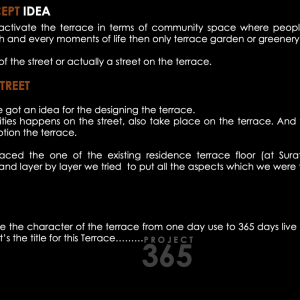 CEPT IDEA
activate the terrace in terms of community space where peopl
h and every moments of life then only terrace garden or greenery
of the street or actually a street on the terrace.
STREET
e got an idea for the designing the terrace.
ities happens on the street, also take place on the terrace. And
otion the terrace.
aced the one of the existing residence terrace floor (at Sura
and layer by layer we tried to put all the aspects which we were
e the character of the terrace from one day use to 365 days live
t's the title for this Terrace.........
PROJECT
365